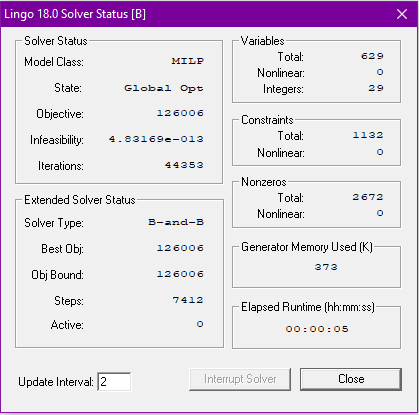 Lingo 18.0 Solver Status [B]
Solver Status
Model Class: MILP
State: Global Opt
Objective: 126006
Infeasibility: 4.83169e-013
Iterations: 44353
Extended Solver Status
Solver Type: B-and-B
Best Obj: 126006
Obj Bound: 126006
Steps: 7412
Active: 0
Variables
Total: 629
Nonlinear: 0
Integers: 29
Constraints
Total: 1132
Nonlinear: 0
Nonzeros
Total: 2672
Nonlinear: 0
Generator Memory Used (K)
373
Elapsed Runtime (hh:mm:ss)
00:00:05
Update Interval: 2
Interrupt Solver
Close